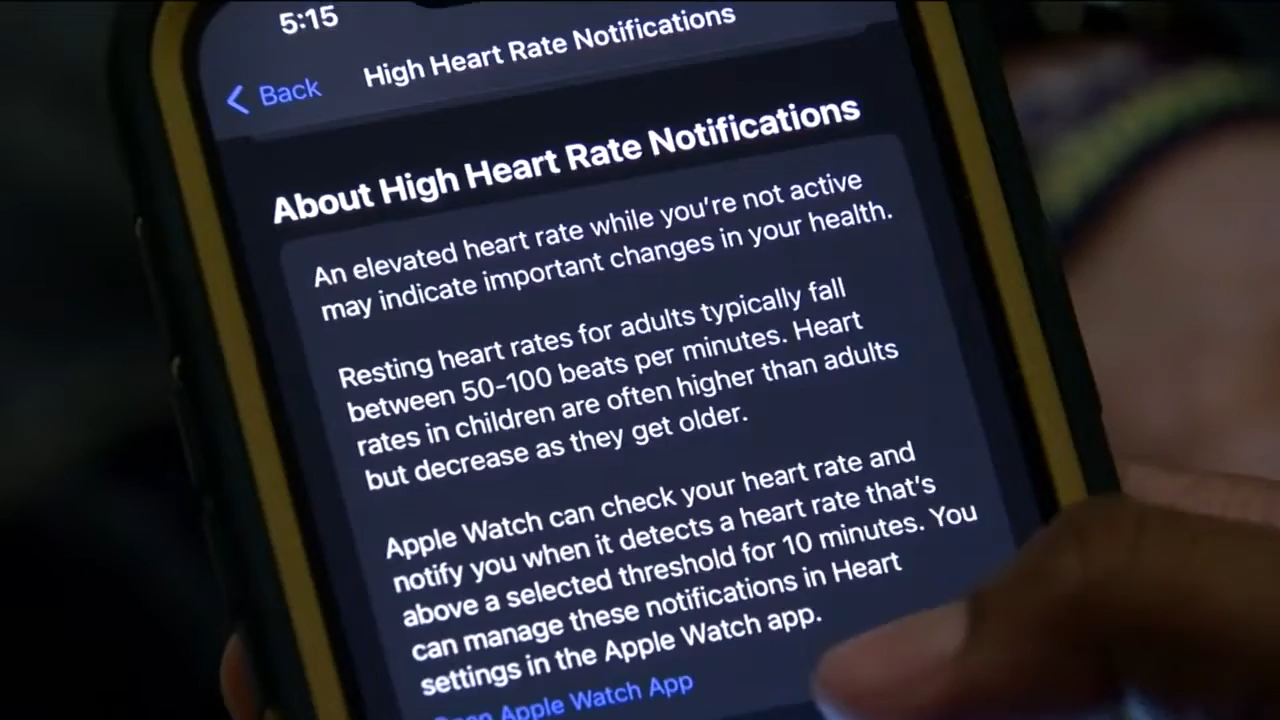 5:15
Back
High Heart Rate Notifications
About High Heart Rate Notifications
An elevated heart rate while you're not active
may indicate important changes in your health.
Resting heart rates for adults typically fall
between 50-100 beats per minutes. Heart
rates in children are often higher than adults
but decrease as they get older.
Apple Watch can check your heart rate and
notify you when it detects a heart rate that's
above a selected threshold for 10 minutes. You
can manage these notifications in Heart
settings in the Apple Watch app.
Open Apple Watch App